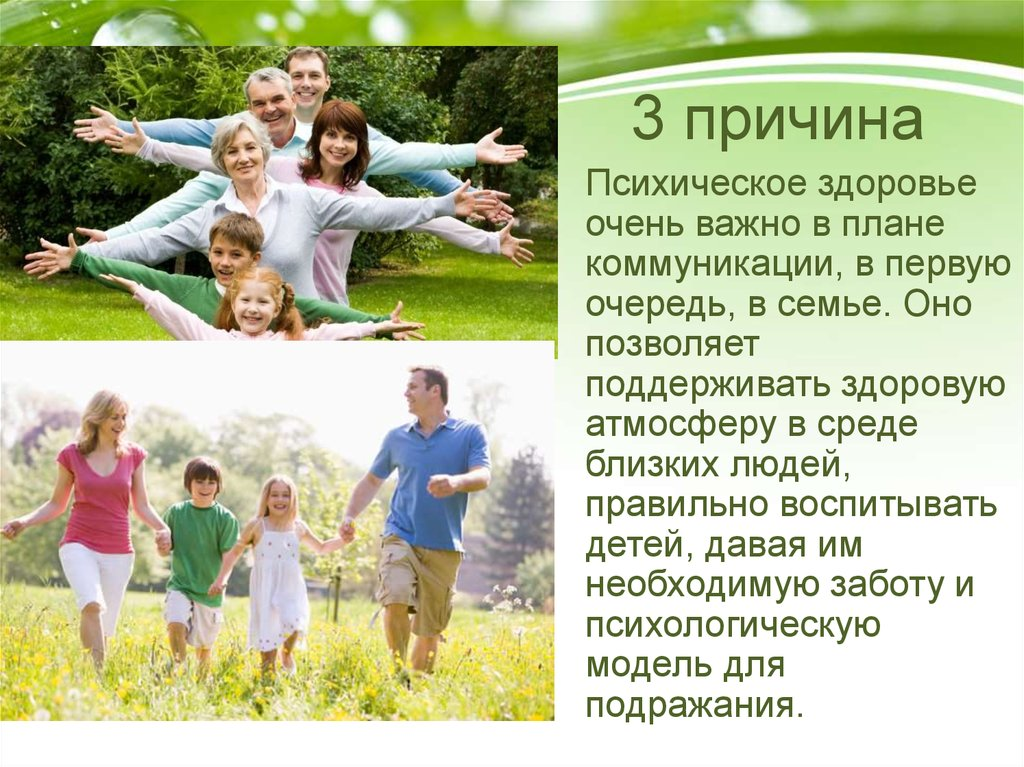 3 причина
Психическое здоровье
очень важно в плане
коммуникации, в первую
очередь, в семье. Оно
позволяет
поддерживать здоровую
атмосферу в среде
близких людей,
правильно воспитывать
детей, давая им
необходимую заботу и
психологическую
модель для
подражания.